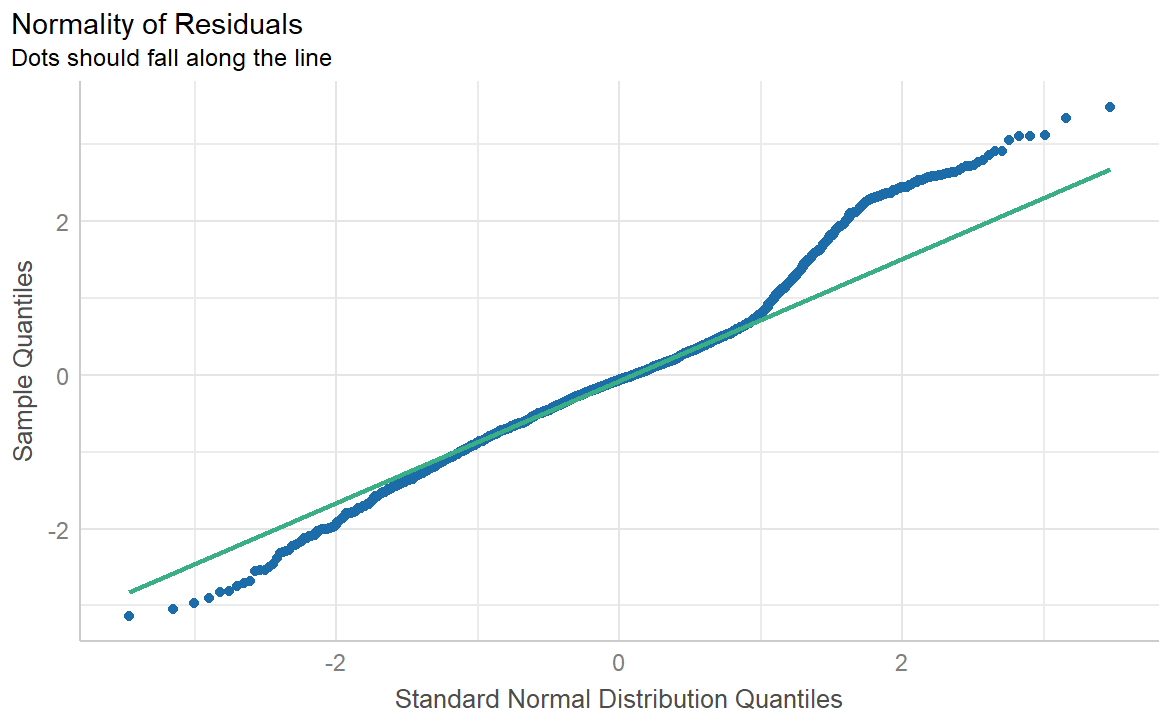 Normality of Residuals
Dots should fall along the line
Sample Quantiles
2
0
-2
-2 0 2
Standard Normal Distribution Quantiles